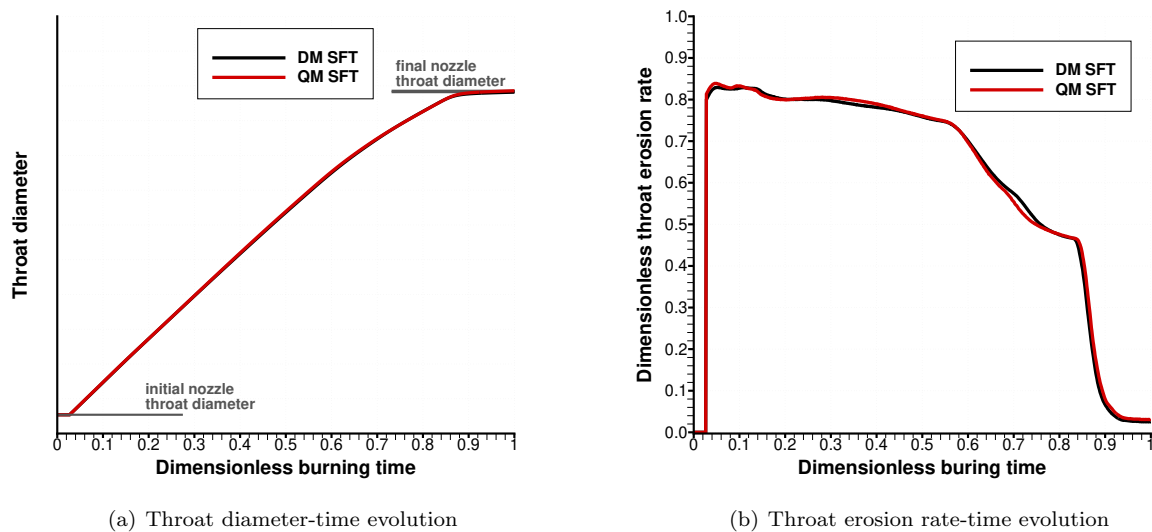 DM SFT
QM SFT
final nozzle
throat diameter
Throat diameter
initial nozzle
throat diameter
0 0.1 0.2 0.3 0.4 0.5 0.6 0.7 0.8 0.9 1
Dimensionless burning time
(a) Throat diameter-time evolution
1.0
0.9
0.8
0.7
0.6
0.5
0.4
0.3
0.2
0.1
0.0
Dimensionless throat erosion rate
DM SFT
QM SFT
0 0.1 0.2 0.3 0.4 0.5 0.6 0.7 0.8 0.9 1
Dimensionless buring time
(b) Throat erosion rate-time evolution